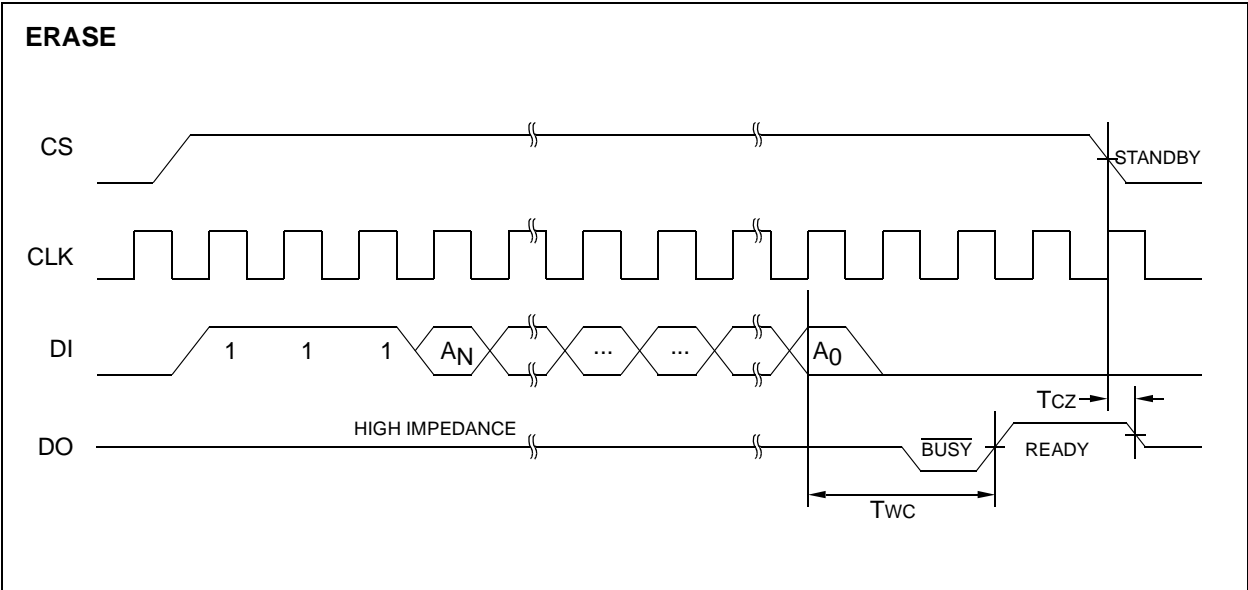 ERASE
CS
STANDBY
CLK
DI
1 1 1 AN ... ... A0
TCZ
HIGH IMPEDANCE
DO
BUSY
READY
TWC